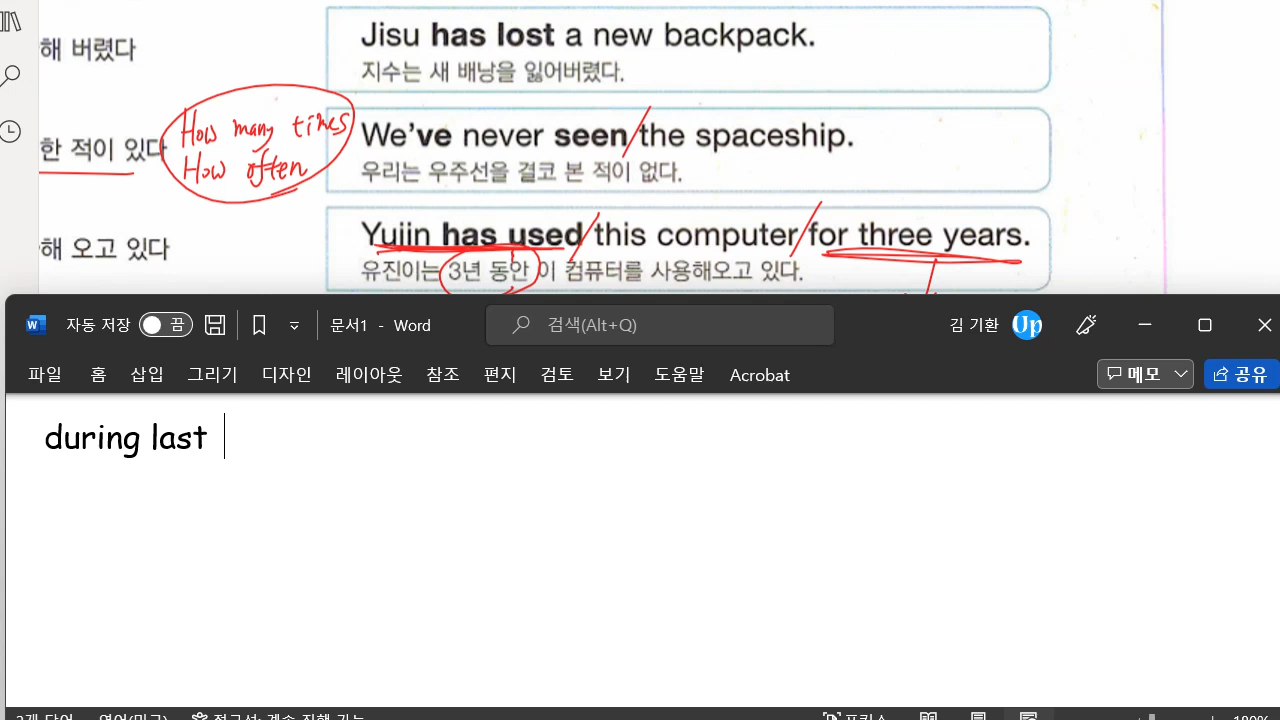 Jisu has lost a new backpack.
해 버렸다
지수는 새 배낭을 잃어버렸다.
How many times
How often
We've never seen the spaceship.
한 적이 있다
우리는 우주선을 결코 본 적이 없다.
Yujin has used this computer for three years.
해 오고 있다
유진이는 3년 동안 이 컴퓨터를 사용해오고 있다.
자동 저장 끔 문서1 - Word 검색(Alt+Q) 김 기환 Up
파일 홈 삽입 그리기 디자인 레이아웃 참조 편지 검토 보기 도움말 Acrobat 메모 공유
during last